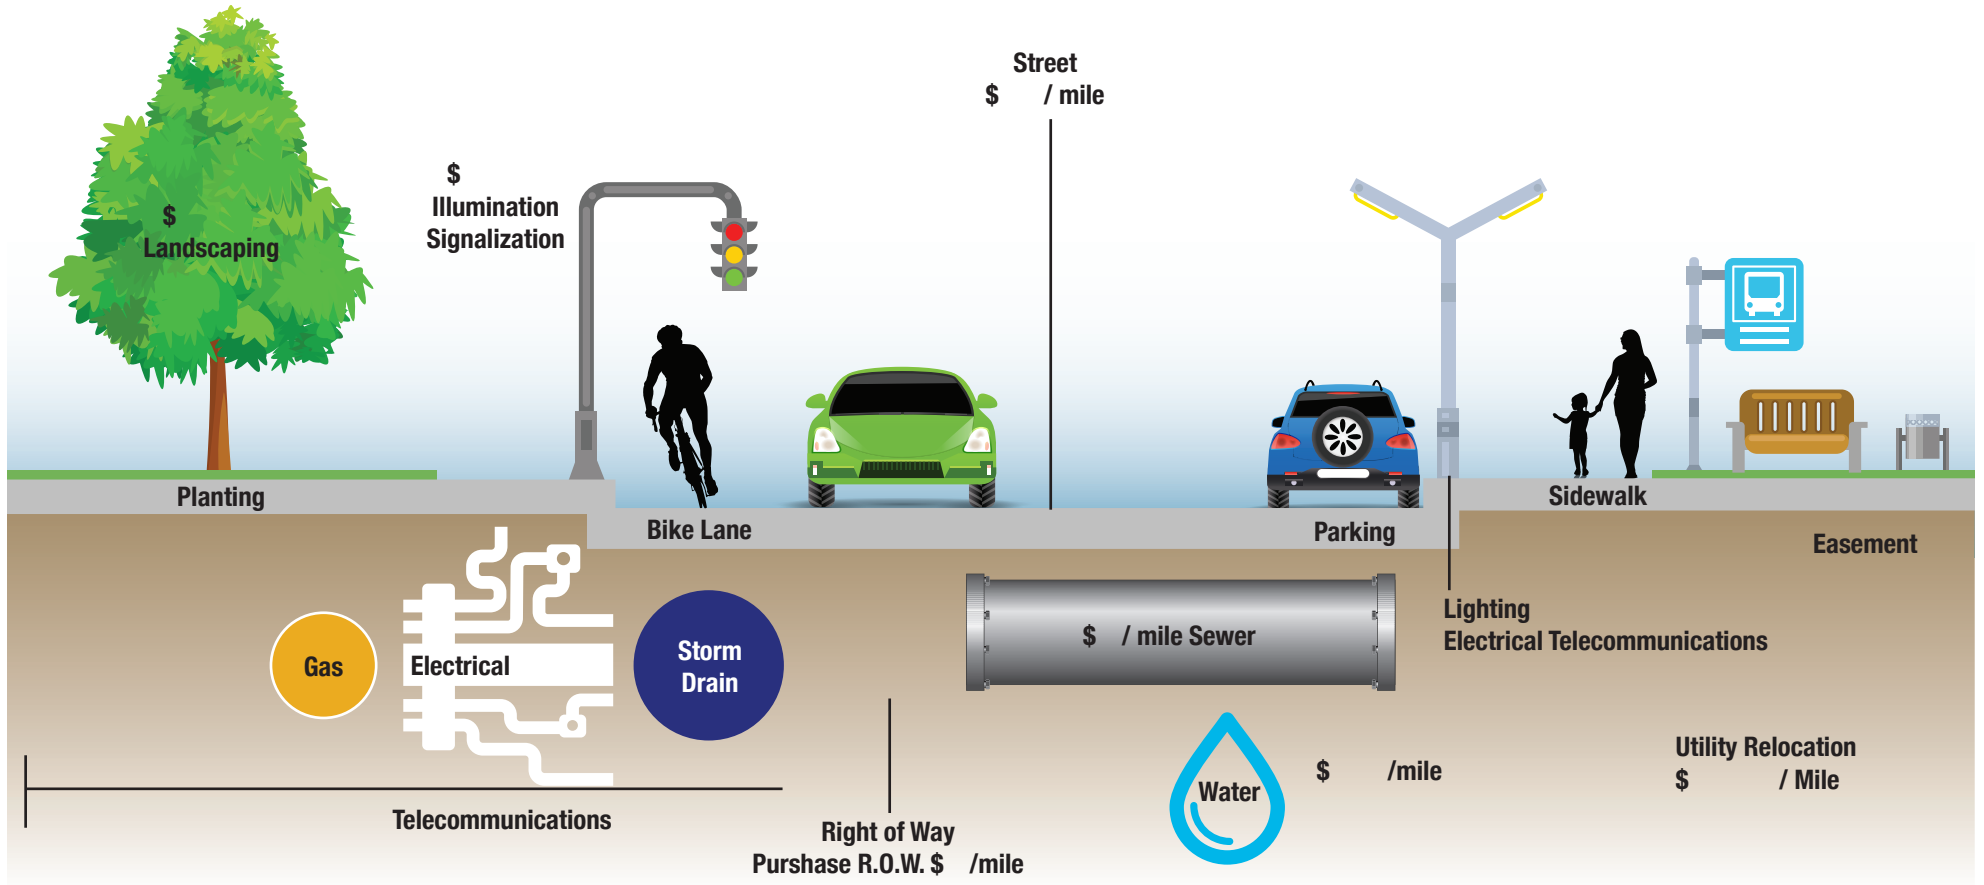 Street
$ / mile
$
Illumination
Signalization
$
Landscaping
Planting
Sidewalk
Bike Lane
Parking
Easement
Lighting
Electrical Telecommunications
$ / mile Sewer
Gas
Electrical
Storm
Drain
Utility Relocation
$ / Mile
$ /mile
Water
Telecommunications
Right of Way
Purshase R.O.W. $ /mile